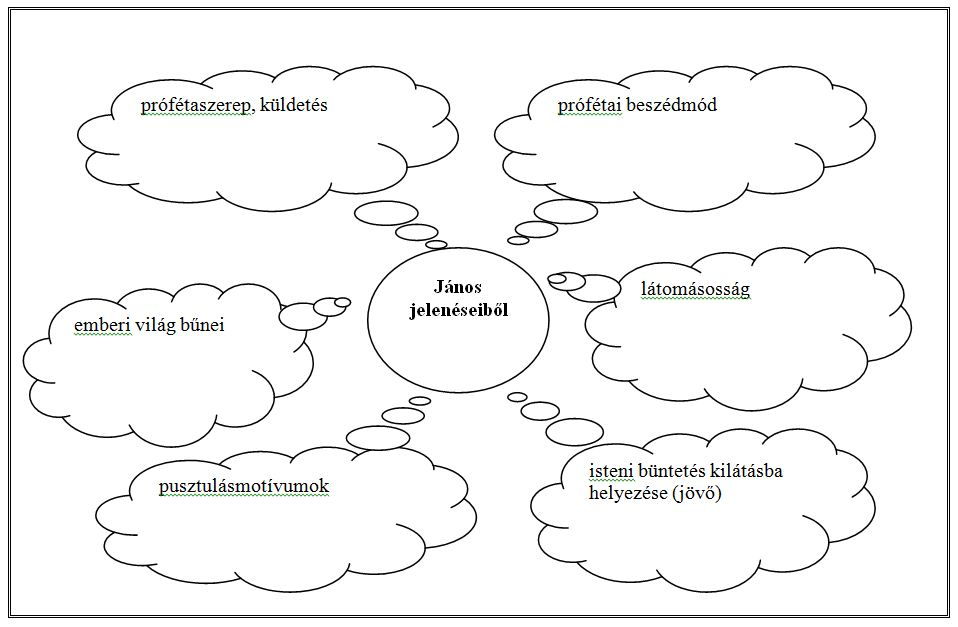 prófétaszerep, küldetés
prófétai beszédmód
János
jelenéseiből
látomásosság
emberi világ bűnei
pusztulásmotívumok
isteni büntetés kilátásba
helyezése (jövő)